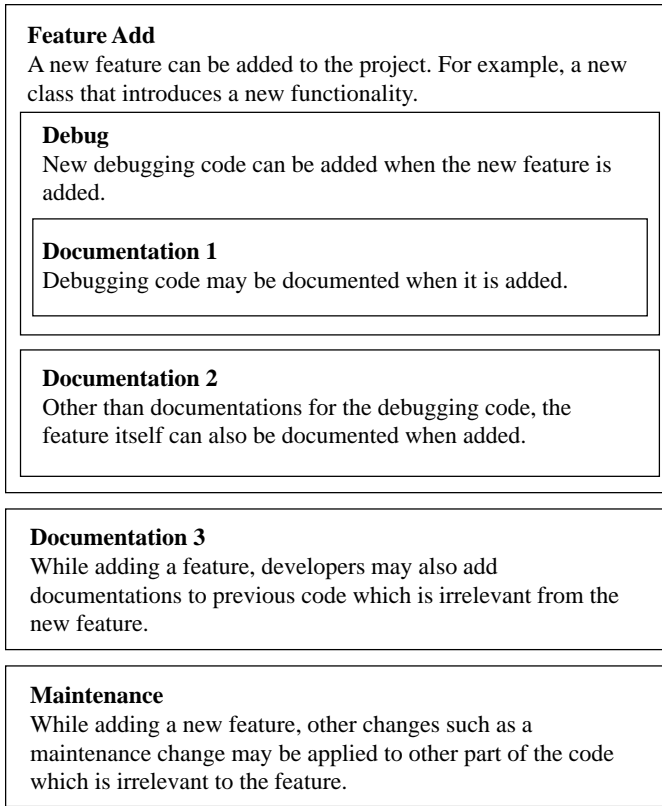 Feature Add
A new feature can be added to the project. For example, a new
class that introduces a new functionality.
Debug
New debugging code can be added when the new feature is
added.
Documentation 1
Debugging code may be documented when it is added.
Documentation 2
Other than documentations for the debugging code, the
feature itself can also be documented when added.
Documentation 3
While adding a feature, developers may also add
documentations to previous code which is irrelevant from the
new feature.
Maintenance
While adding a new feature, other changes such as a
maintenance change may be applied to other part of the code
which is irrelevant to the feature.